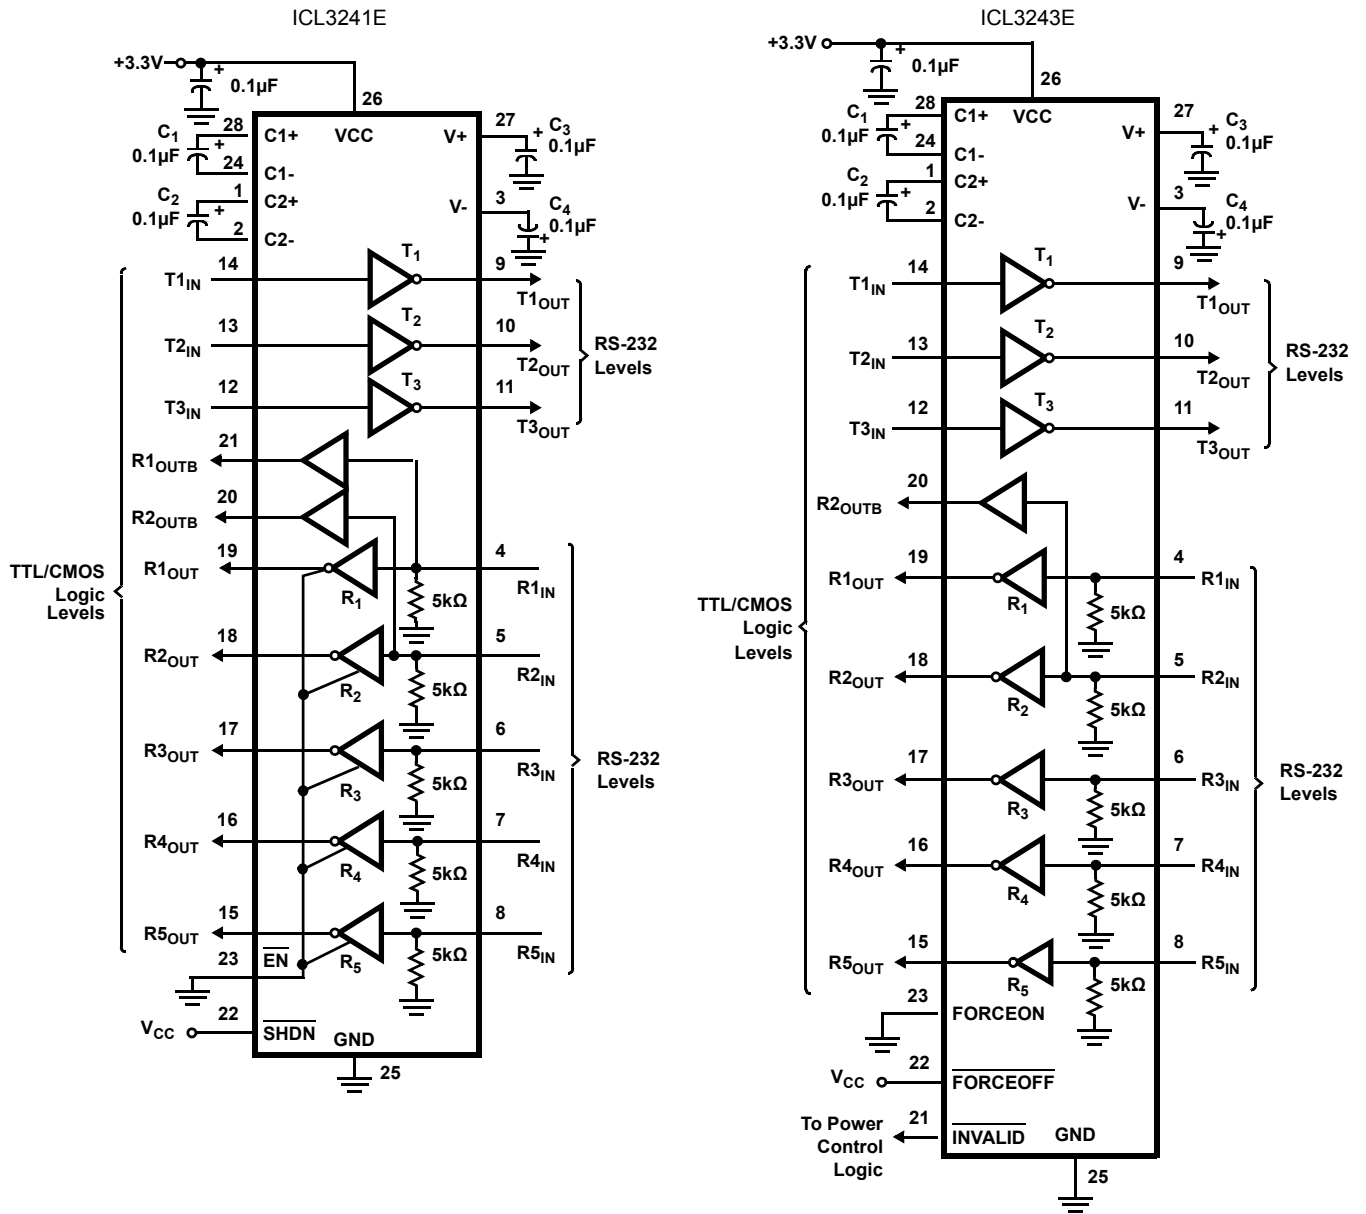 ICL3241E
+3.3V
+
0.1µF
26
C1
0.1µF
+
28
C1+
VCC
V+
27
+
C3
0.1µF
24
C1-
C2
0.1µF
+
1
C2+
V-
3
C4
0.1µF
+
2
C2-
T1IN
14
T1
9
T1OUT
T2IN
13
T2
10
T2OUT
RS-232
Levels
T3IN
12
T3
11
T3OUT
R1OUTB
21
R2OUTB
20
TTL/CMOS
Logic
Levels
R1OUT
19
R1
4
R1IN
5kΩ
R2OUT
18
R2
5
R2IN
5kΩ
R3OUT
17
R3
6
R3IN
5kΩ
RS-232
Levels
R4OUT
16
R4
7
R4IN
5kΩ
R5OUT
15
R5
8
R5IN
5kΩ
23
EN
VCC
22
SHDN
GND
25
ICL3243E
+3.3V
+
0.1µF
26
C1
0.1µF
+
28
C1+
VCC
V+
27
+
C3
0.1µF
24
C1-
C2
0.1µF
+
1
C2+
V-
3
C4
0.1µF
+
2
C2-
T1IN
14
T1
9
T1OUT
T2IN
13
T2
10
T2OUT
RS-232
Levels
T3IN
12
T3
11
T3OUT
R2OUTB
20
TTL/CMOS
Logic
Levels
R1OUT
19
R1
4
R1IN
5kΩ
R2OUT
18
R2
5
R2IN
5kΩ
R3OUT
17
R3
6
R3IN
5kΩ
RS-232
Levels
R4OUT
16
R4
7
R4IN
5kΩ
R5OUT
15
R5
8
R5IN
5kΩ
23
FORCEON
VCC
22
FORCEOFF
To Power
Control
Logic
21
INVALID
GND
25